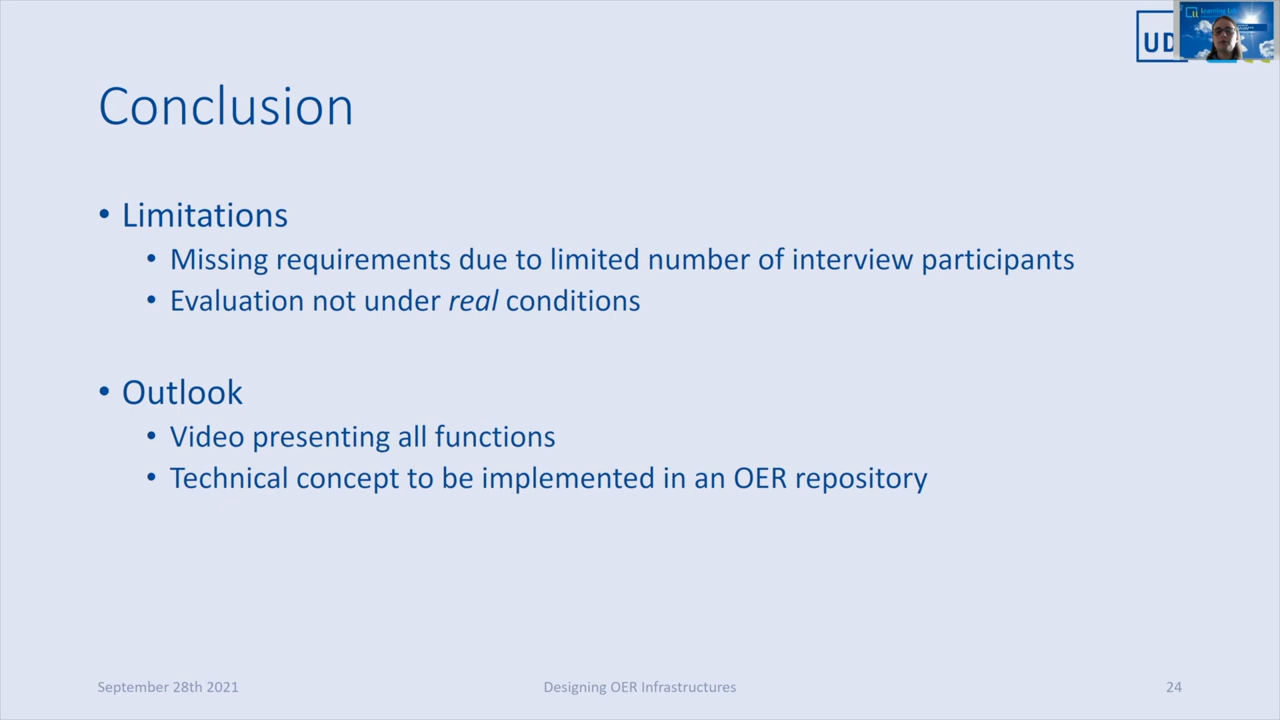 UD
Conclusion
• Limitations
• Missing requirements due to limited number of interview participants
• Evaluation not under real conditions
• Outlook
• Video presenting all functions
• Technical concept to be implemented in an OER repository
September 28th 2021
Designing OER Infrastructures
24